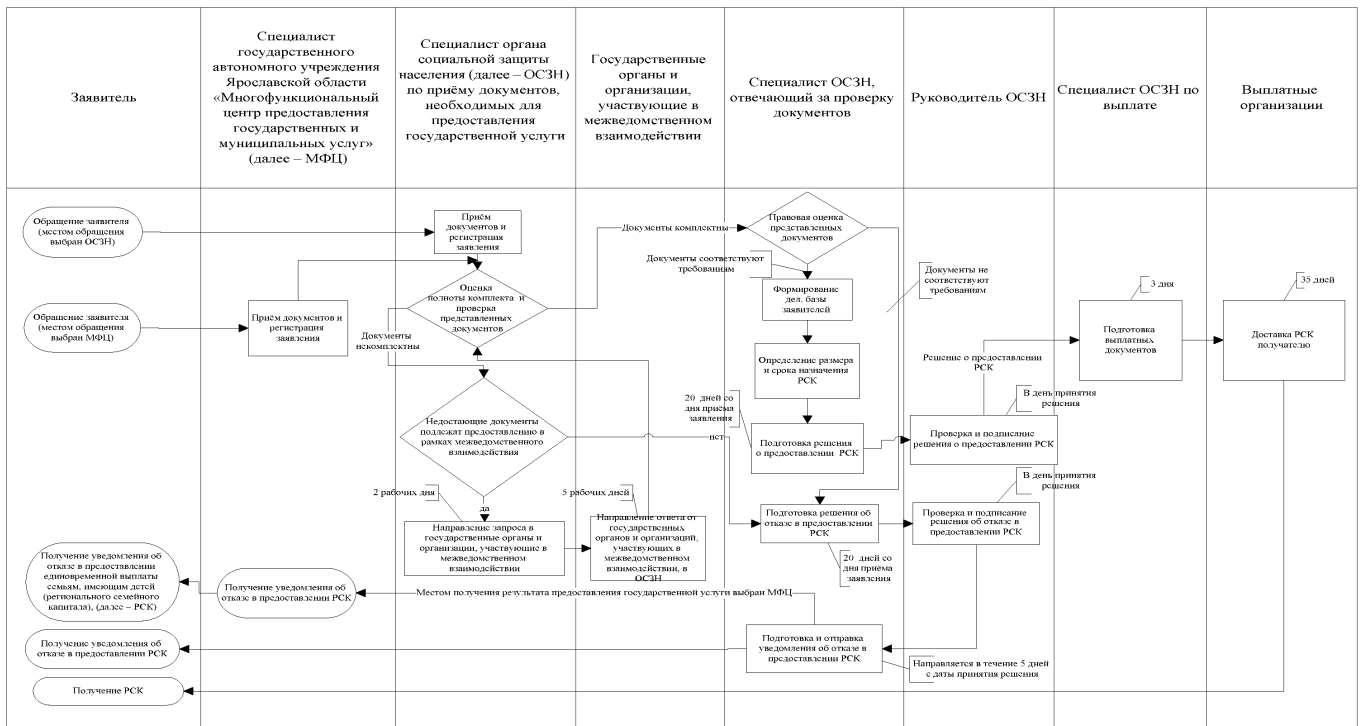 Заявитель
Специалист
государственного
автономного учреждения
Ярославской области
«Многофункциональный
центр предоставления
государственных и
муниципальных услуг»
(далее – МФЦ)
Специалист органа
социальной защиты
населения (далее – ОСЗН)
по приёму документов,
необходимых для
предоставления
государственной услуги
Государственные
органы и
организации,
участвующие в
межведомственном
взаимодействии
Специалист ОСЗН,
отвечающий за проверку
документов
Руководитель ОСЗН
Специалист ОСЗН по
выплате
Выплатные
организации
Обращение заявителя
(местом обращения
выбран ОСЗН)
Приём
документов и
регистрация
заявления
Документы комплектны
Правовая оценка
представленных
документов
Документы соответствуют
требованиям
Документы не
соответствуют
требованиям
Оценка
полноты комплекта и
проверка
представленных
документов
Формирование
дел, базы
заявителей
3 дня
35 дней
Обращение заявителя
(местом обращения
выбран МФЦ)
Приём документов и
регистрация
заявления
Документы
некомплектны
Определение размера
и срока назначения
РСК
Решение о предоставлении
РСК
Подготовка
выплатных
документов
Доставка РСК
получателю
20 дней со
дня приёма
заявления
В день принятия
решения
Недостающие документы
подлежат предоставлению в
рамках межведомственного
взаимодействия
нет
Подготовка решения
о предоставлении РСК
Проверка и подписание
решения о предоставлении РСК
В день принятия
решения
2 рабочих дня
5 рабочих дней
да
Направление запроса в
государственные органы и
организации, участвующие в
межведомственном
взаимодействии
Направление ответа от
государственных
органов и организаций,
участвующих в
межведомственном
взаимодействии, в
ОСЗН
Подготовка решения об
отказе в предоставлении
РСК
Проверка и подписание
решения об отказе в
предоставлении РСК
20 дней со
дня приёма
заявления
Получение уведомления об
отказе в предоставлении
единовременной выплаты
семьям, имеющим детей
(регионального семейного
капитала), (далее – РСК)
Получение уведомления об
отказе в предоставлении РСК
Местом получения результата предоставления государственной услуги выбран МФЦ
Получение уведомления об
отказе в предоставлении РСК
Подготовка и отправка
уведомления об отказе в
предоставлении РСК
Направляется в течение 5 дней
с даты принятия решения
Получение РСК